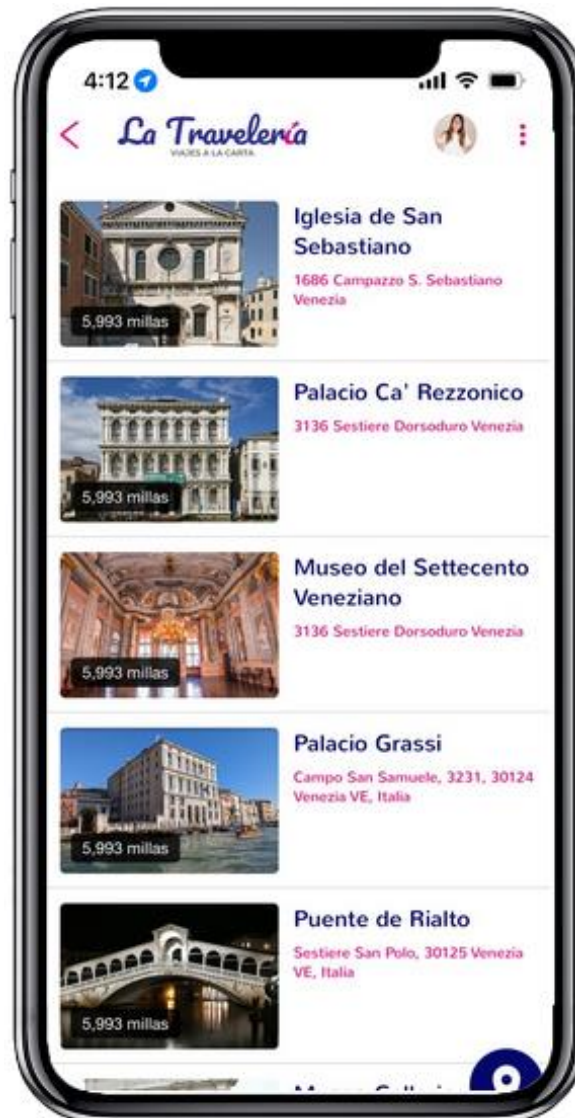 4:12
La Travelería
VIAJES A LA CARTA
Iglesia de San
Sebastiano
1686 Campazzo S. Sebastiano
Venezia
5,993 millas
Palacio Ca' Rezzonico
3136 Sestiere Dorsoduro Venezia
5,993 millas
Museo del Settecento
Veneziano
3136 Sestiere Dorsoduro Venezia
5,993 millas
Palacio Grassi
Campo San Samuele, 3231, 30124
Venezia VE, Italia
5,993 millas
Puente de Rialto
Sestiere San Polo, 30125 Venezia
VE, Italia
5,993 millas